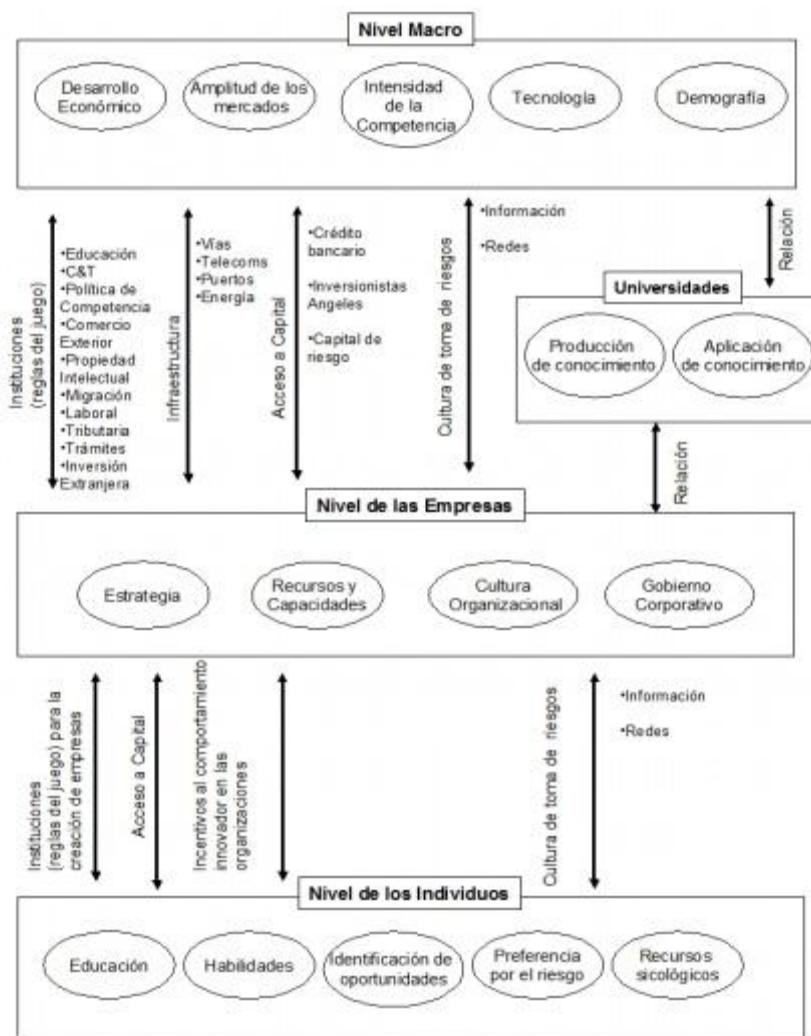 Nivel Macro
Desarrollo
Económico
Amplitud de los
mercados
Intensidad
de la
Competencia
Tecnología
Demografía
Instituciones
(reglas del juego)
•Educación
•C&T
•Política de
Competencia
•Comercio
Exterior
•Propiedad
Intelectual
•Migración
•Laboral
•Tributaria
•Trámites
•Inversión
Extranjera
Infraestructura
•Vías
•Telecoms
•Puertos
•Energía
Acceso a Capital
•Crédito
bancario
•Inversionistas
Angeles
•Capital de
riesgo
Cultura de toma de riesgos
•Información
•Redes
Relación
Universidades
Producción
de conocimiento
Aplicación
de conocimiento
Relación
Nivel de las Empresas
Estrategia
Recursos y
Capacidades
Cultura
Organizacional
Gobierno
Corporativo
Instituciones
(reglas del juego) para la
creación de empresas
Acceso a Capital
Incentivos al comportamiento
innovador en las
organizaciones
Cultura de toma de riesgos
•Información
•Redes
Nivel de los Individuos
Educación
Habilidades
Identificación de
oportunidades
Preferencia
por el riesgo
Recursos
sicológicos